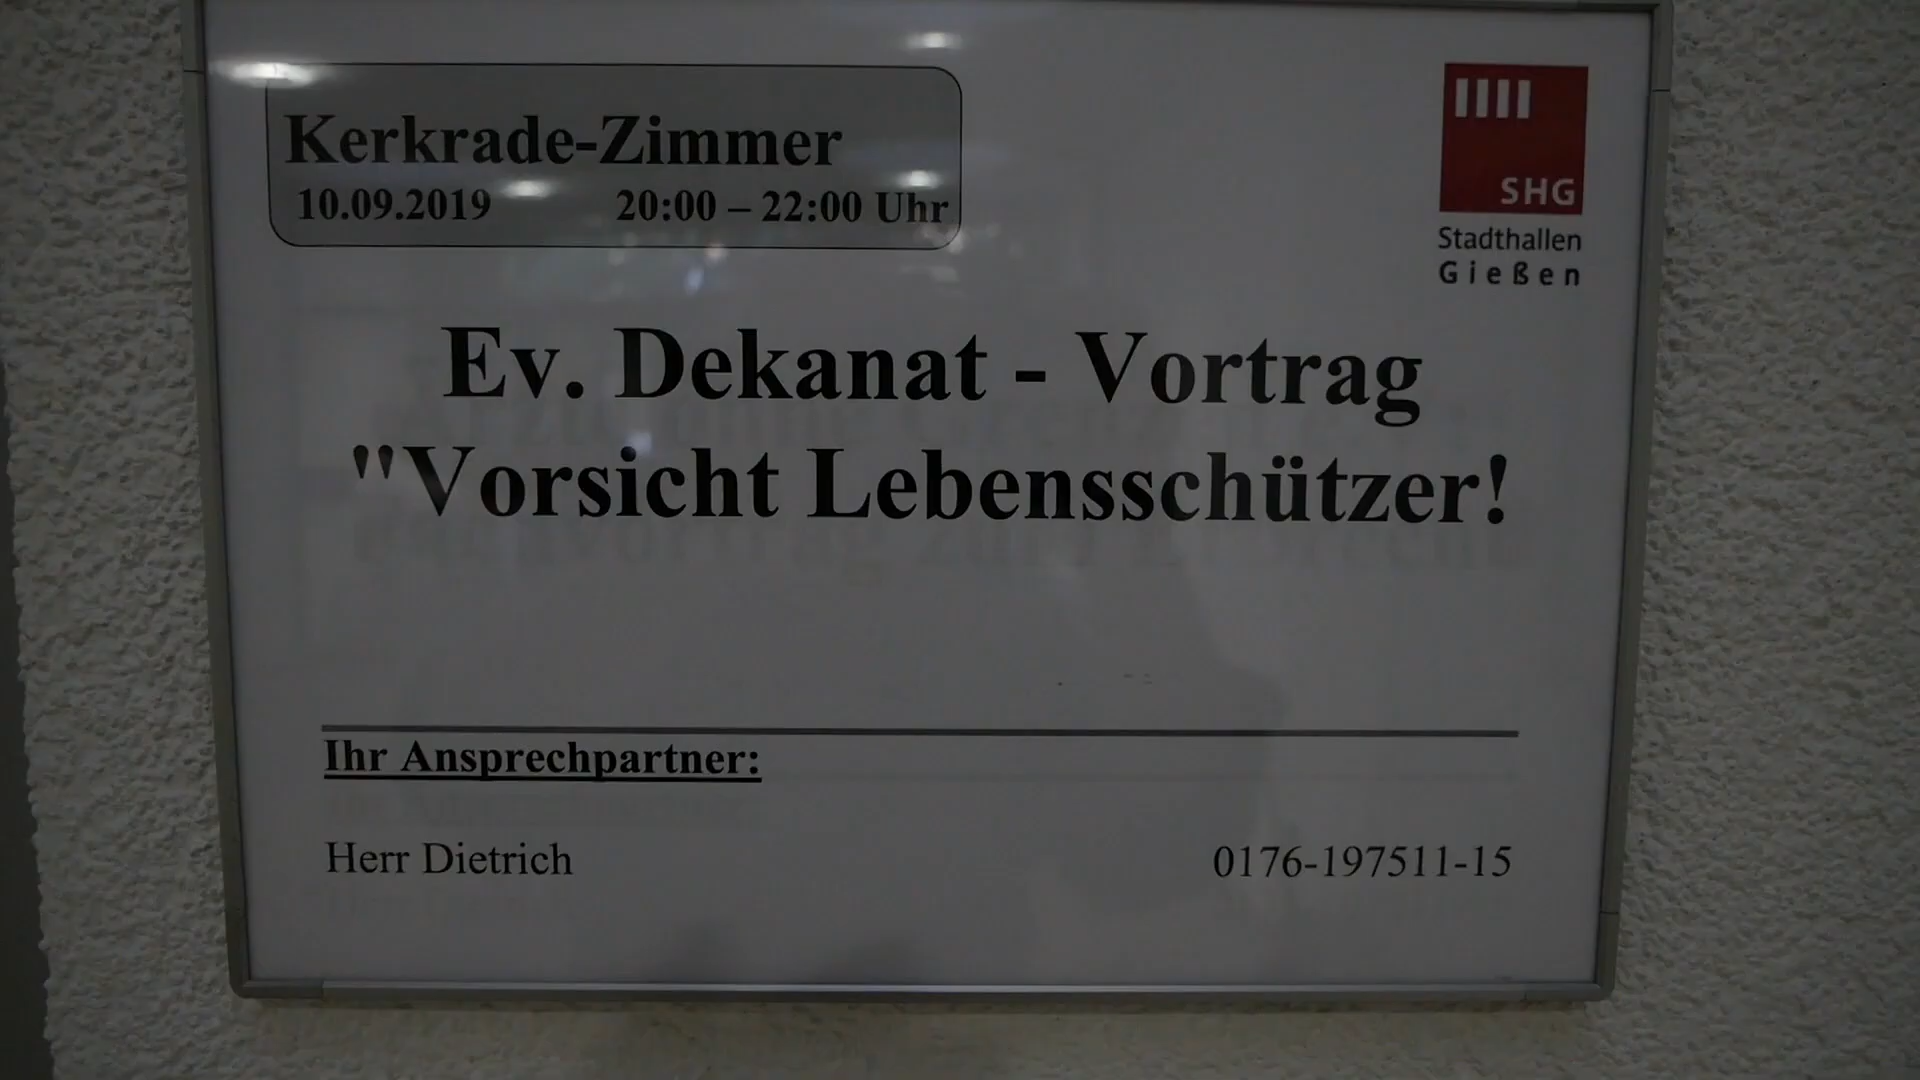 Kerkrade-Zimmer
10.09.2019 20:00 – 22:00 Uhr
SHG
Stadthallen
Gießen
Ev. Dekanat - Vortrag
"Vorsicht Lebensschützer!
Ihr Ansprechpartner:
Herr Dietrich 0176-197511-15